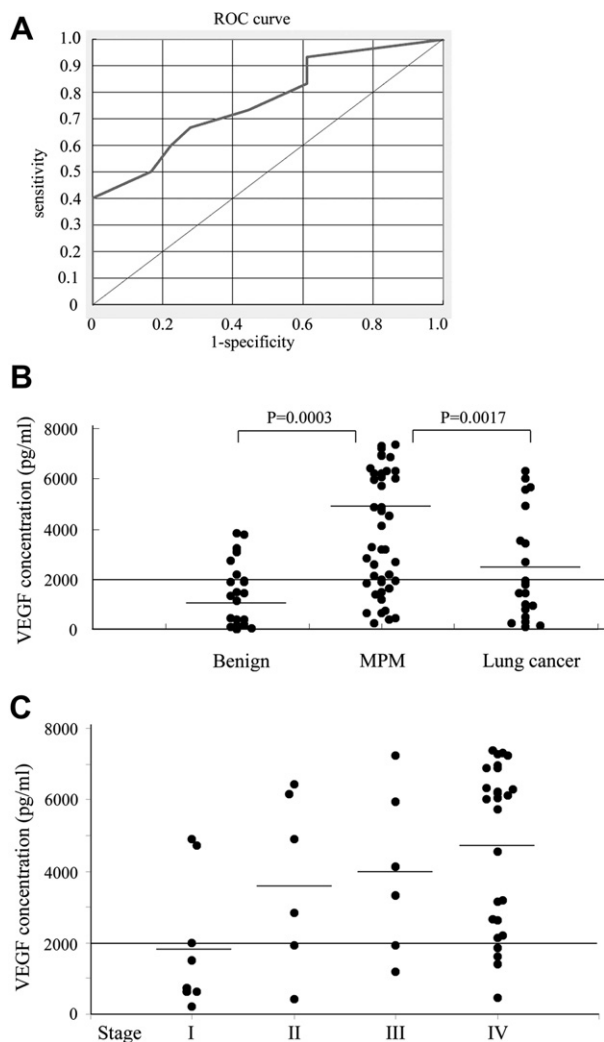 A
ROC curve
1.0
0.9
0.8
0.7
0.6
0.5
0.4
0.3
0.2
0.1
0
sensitivity
0 0.2 0.4 0.6 0.8 1.0
1-specificity
B
P=0.0003 P=0.0017
8000
6000
4000
2000
0
VEGF concentration (pg/ml)
Benign MPM Lung cancer
C
8000
6000
4000
2000
0
VEGF concentration (pg/ml)
Stage I II III IV